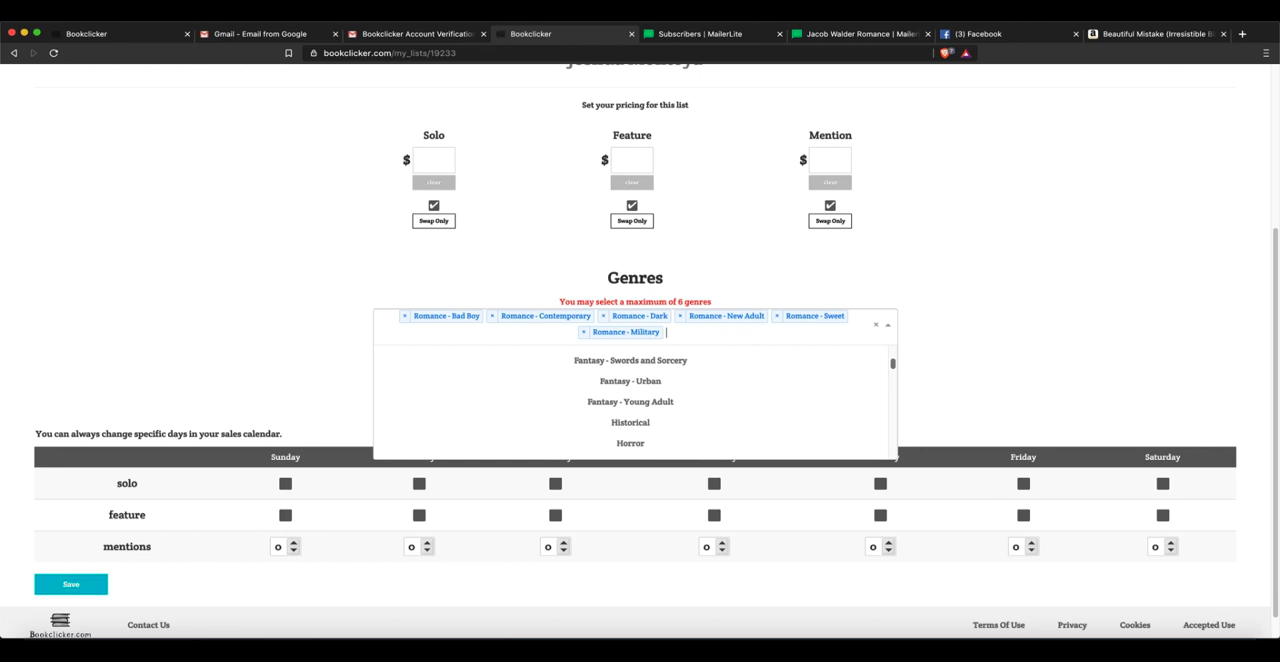 Bookclicker
Gmail - Email from Google
Bookclicker Account Verificatio
Bookclicker
Subscribers | MailerLite
Jacob Walder Romance | Mailer
(3) Facebook
Beautiful Mistake (Irresistible B
bookclicker.com/my_lists/19233
Set your pricing for this list
Solo
Feature
Mention
$
$
$
clear
clear
clear
Swap Only
Swap Only
Swap Only
Genres
You may select a maximum of 6 genres
× Romance - Bad Boy × Romance - Contemporary × Romance - Dark × Romance - New Adult × Romance - Sweet
× Romance - Military
Fantasy - Swords and Sorcery
Fantasy - Urban
Fantasy - Young Adult
Historical
Horror
You can always change specific days in your sales calendar.
Sunday Friday Saturday
solo
feature
mentions 0 0 0 0 0 0 0
Save
Bookclicker.com
Contact Us
Terms Of Use
Privacy
Cookies
Accepted Use